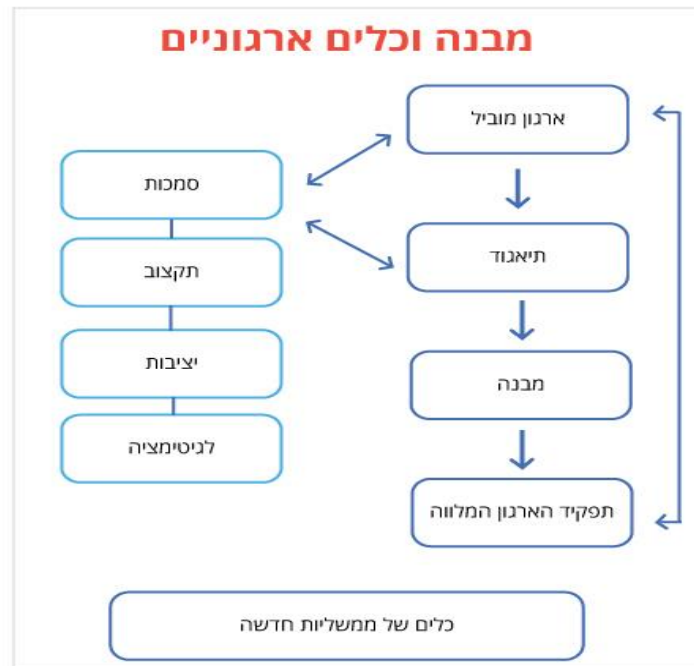 מבנה וכלים ארגוניים
ארגון מוביל
תיאגוד
מבנה
תפקיד הארגון המלווה
סמכות
תקצוב
יציבות
לגיטימציה
כלים של ממשליות חדשה